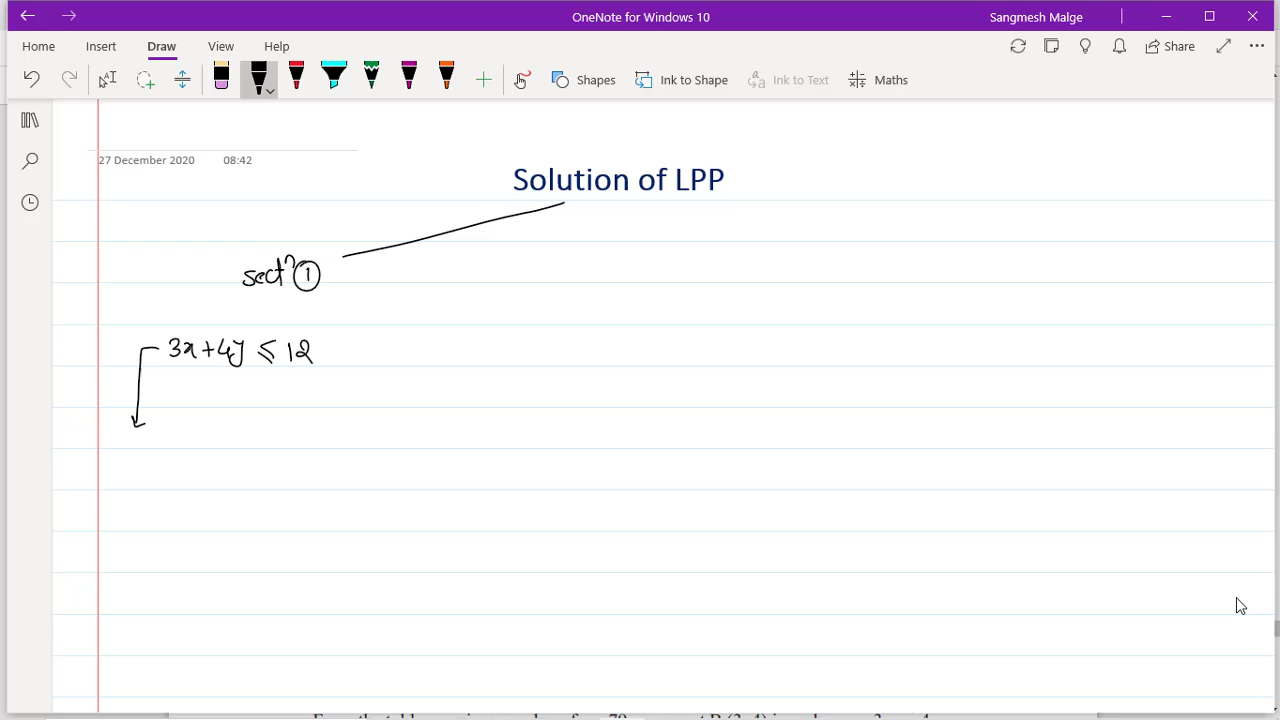 OneNote for Windows 10
Sangmesh Malge
Home Insert Draw View Help
Share
Shapes Ink to Shape Ink to Text Maths
27 December 2020 08:42
Solution of LPP
sectⁿ ①
3x+4y ≤ 12